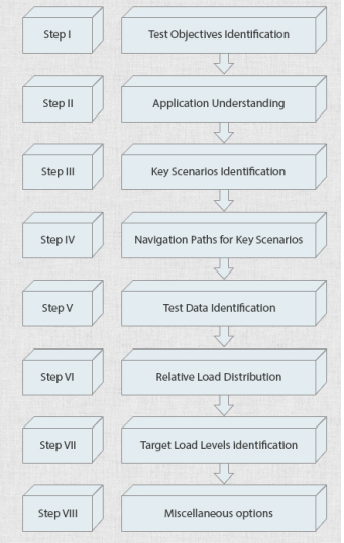 Step I
Test Objectives Identification
Step II
Application Understanding
Step III
Key Scenarios Identification
Step IV
Navigation Paths for Key Scenarios
Step V
Test Data Identification
Step VI
Relative Load Distribution
Step VII
Target Load Levels Identification
Step VIII
Miscellaneous options